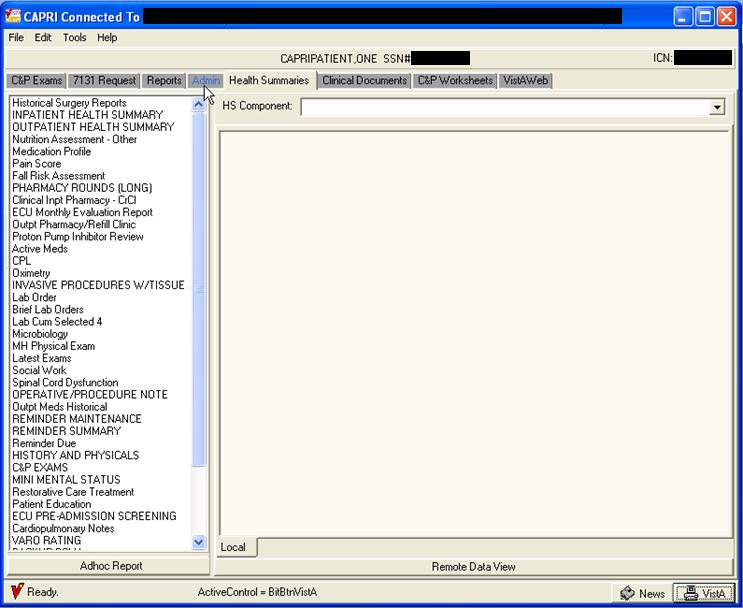 CAPRI Connected To
File Edit Tools Help
CAPRIPATIENT,ONE SSN#
ICN:
C&P Exams 7131 Request Reports Admin Health Summaries Clinical Documents C&P Worksheets VistAWeb
HS Component:
Historical Surgery Reports
INPATIENT HEALTH SUMMARY
OUTPATIENT HEALTH SUMMARY
Nutrition Assessment - Other
Medication Profile
Pain Score
Fall Risk Assessment
PHARMACY ROUNDS (LONG)
Clinical Inpt Pharmacy - CrCl
ECU Monthly Evaluation Report
Outpt Pharmacy/Refill Clinic
Proton Pump Inhibitor Review
Active Meds
CPL
Oximetry
INVASIVE PROCEDURES W/TISSUE
Lab Order
Brief Lab Orders
Lab Cum Selected 4
Microbiology
MH Physical Exam
Latest Exams
Social Work
Spinal Cord Dysfunction
OPERATIVE/PROCEDURE NOTE
Outpt Meds Historical
REMINDER MAINTENANCE
REMINDER SUMMARY
Reminder Due
HISTORY AND PHYSICALS
C&P EXAMS
MINI MENTAL STATUS
Restorative Care Treatment
Patient Education
ECU PRE-ADMISSION SCREENING
Cardiopulmonary Notes
VARO RATING
Local
Adhoc Report
Remote Data View
Ready.
ActiveControl = BitBtnVistA
News
VistA